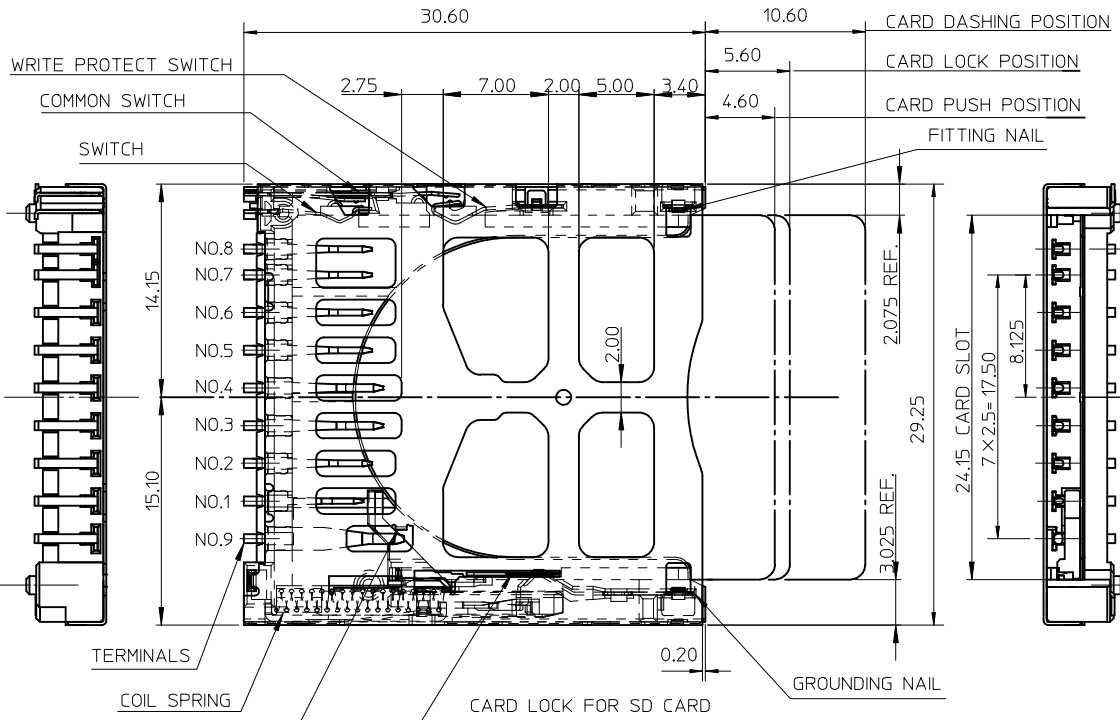 30.60
10.60
CARD DASHING POSITION
WRITE PROTECT SWITCH
5.60
CARD LOCK POSITION
2.75
7.00
2.00
5.00
3.40
4.60
COMMON SWITCH
CARD PUSH POSITION
SWITCH
FITTING NAIL
14.15
NO.8
NO.7
NO.6
NO.5
NO.4
NO.3
NO.2
NO.1
NO.9
15.10
2.00
2.075 REF.
29.25
3.025 REF.
24.15 CARD SLOT
7×2.5=17.50
8.125
0.20
TERMINALS
COIL SPRING
CARD LOCK FOR SD CARD
GROUNDING NAIL